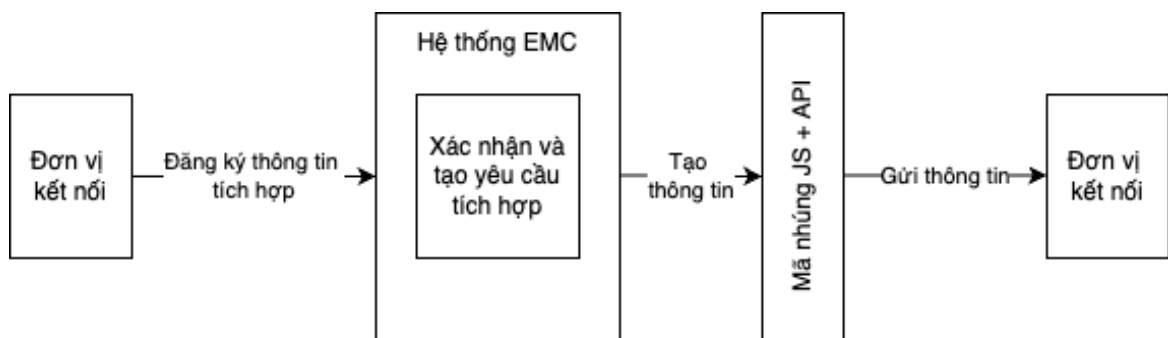 Đơn vị
kết nối
Đăng ký thông tin
tích hợp
Hệ thống EMC
Xác nhận và
tạo yêu cầu
tích hợp
Tạo
thông tin
Mã nhúng JS + API
Gửi thông tin
Đơn vị
kết nối